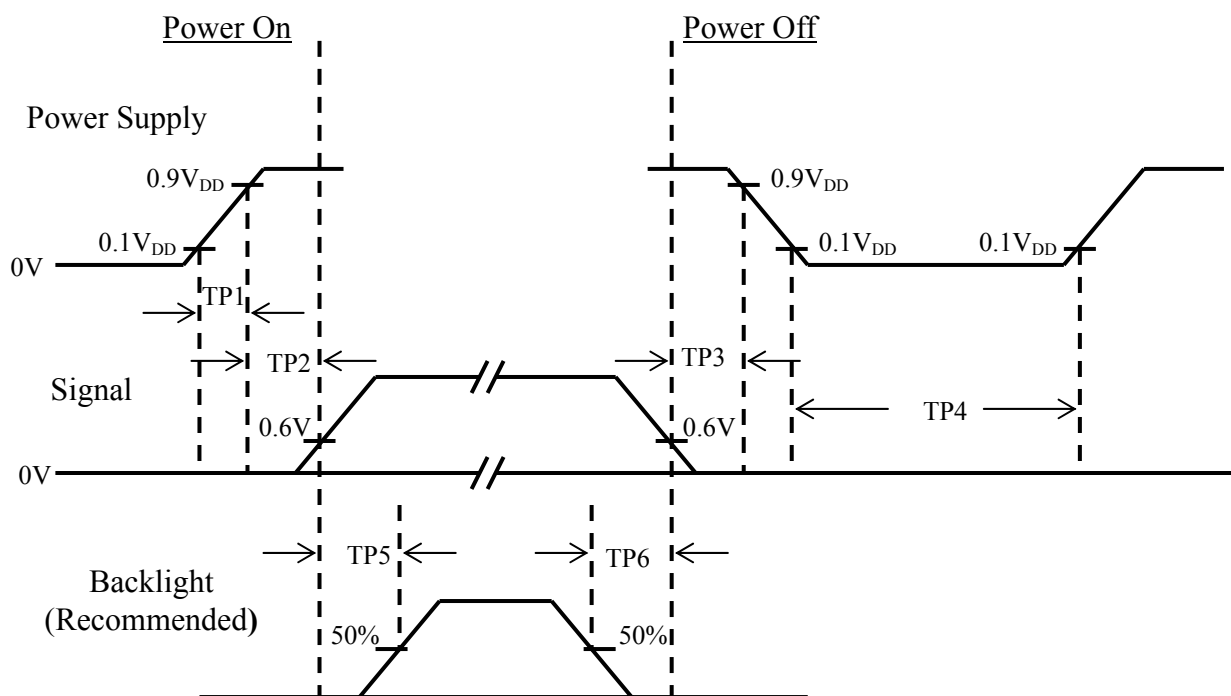 Power On
Power Off
Power Supply
0.9VDD
0.9VDD
0.1VDD
0.1VDD
0.1VDD
0V
TP1
TP2
TP3
Signal
TP4
0.6V
0.6V
0V
TP5
TP6
Backlight
(Recommended)
50%
50%